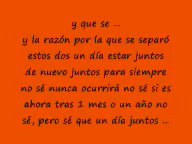 y que se ...
y la razón por la que se separó
estos dos un día estar juntos
de nuevo juntos para siempre
no sé nunca ocurrirá no sé si es
ahora tras 1 mes o un año no
sé, pero sé que un día juntos ...